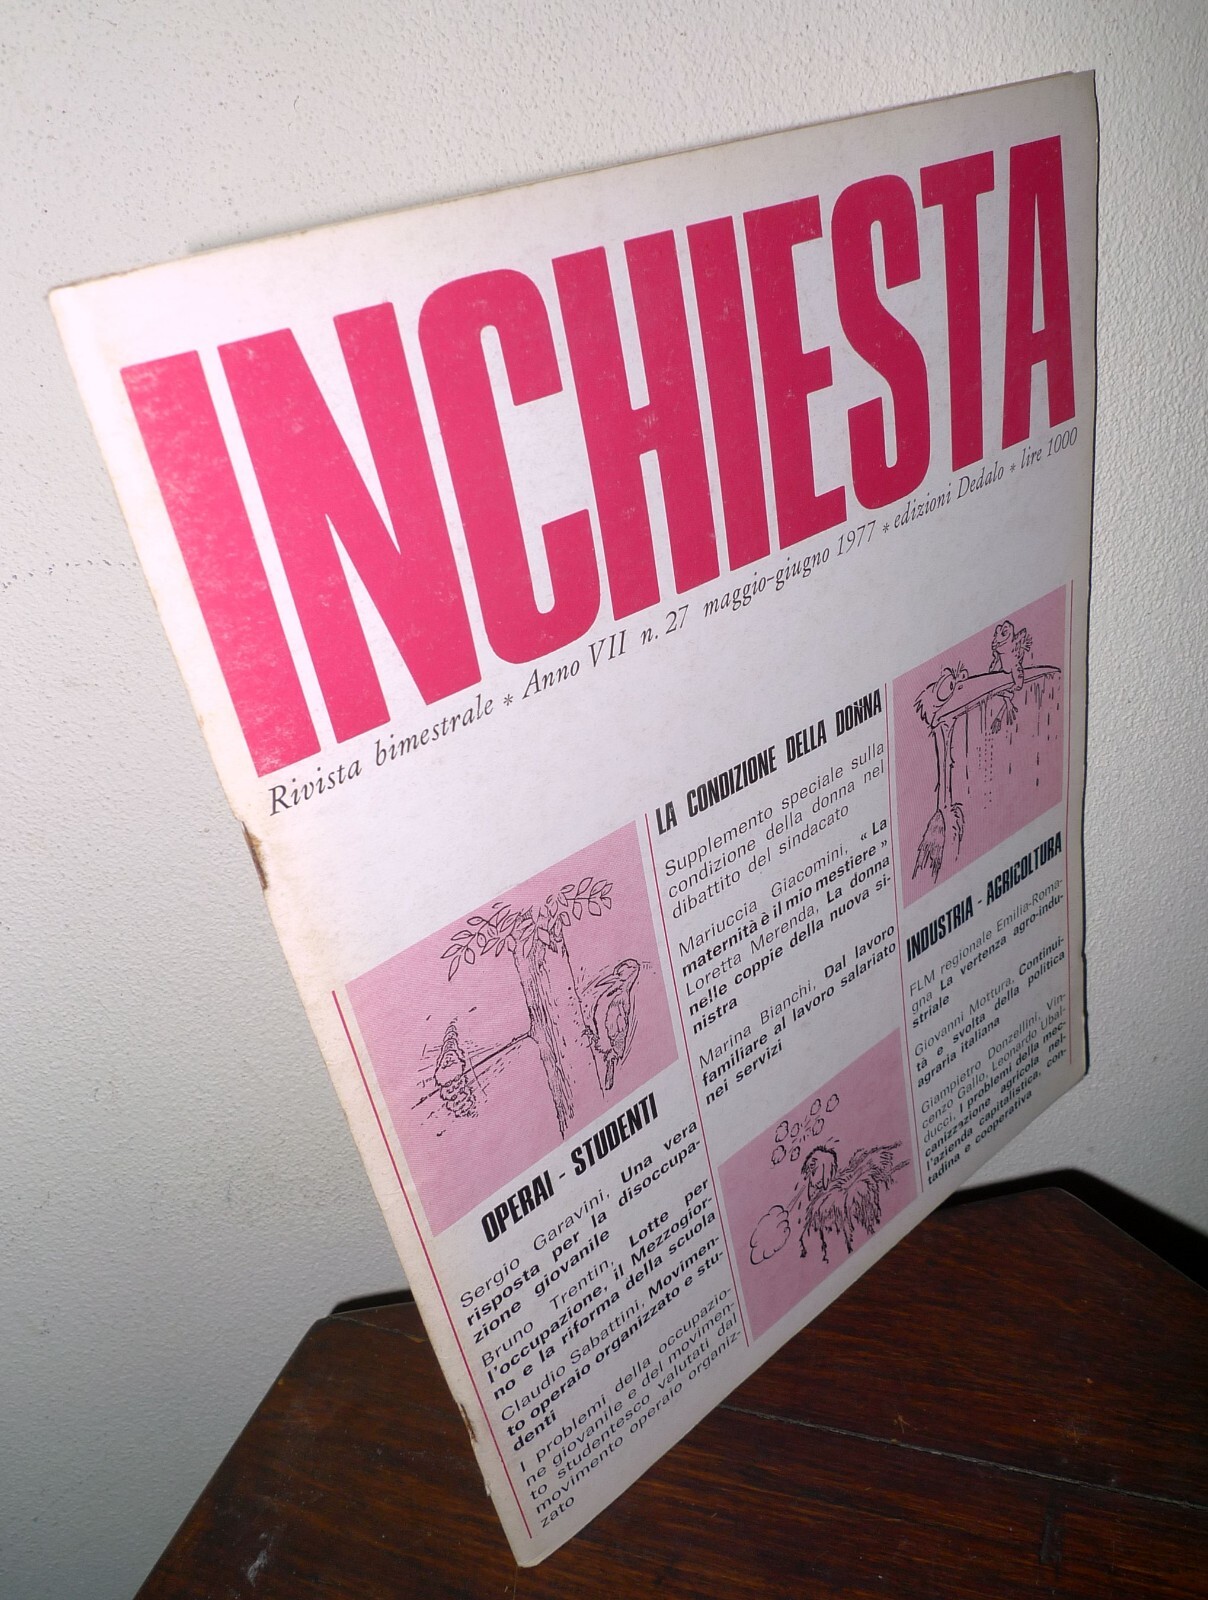 INCHIESTA
Rivista bimestrale * Anno VII n. 27 maggio-giugno 1977 * edizioni Dedalo * lire 1000
OPERAI - STUDENTI
Sergio Garavini, Una vera
risposta per la disoccupa-
zione giovanile
Bruno Trentin, Lotte per
l'occupazione, il Mezzogior-
no e la riforma della scuola
Claudio Sabattini, Movimen-
to operaio organizzato e stu-
denti
I problemi della occupazio-
ne giovanile e del movimen-
to studentesco valutati dal
movimento operaio organiz-
zato
LA CONDIZIONE DELLA DONNA
Supplemento speciale sulla
condizione della donna nel
dibattito del sindacato
Mariuccia Giacomini, « La
maternità è il mio mestiere »
Loretta Merenda, La donna
nelle coppie della nuova si-
nistra
Marina Bianchi, Dal lavoro
familiare al lavoro salariato
nei servizi
INDUSTRIA - AGRICOLTURA
FLM regionale Emilia-Roma-
gna La vertenza agro-indu-
striale
Giovanni Mottura, Continui-
tà e svolta della politica
agraria italiana
Giampietro Donzellini, Vin-
cenzo Gallo, Leonardo Ubal-
ducci, I problemi della mec-
canizzazione agricola nel-
l'azienda capitalistica, con-
tadina e cooperativa